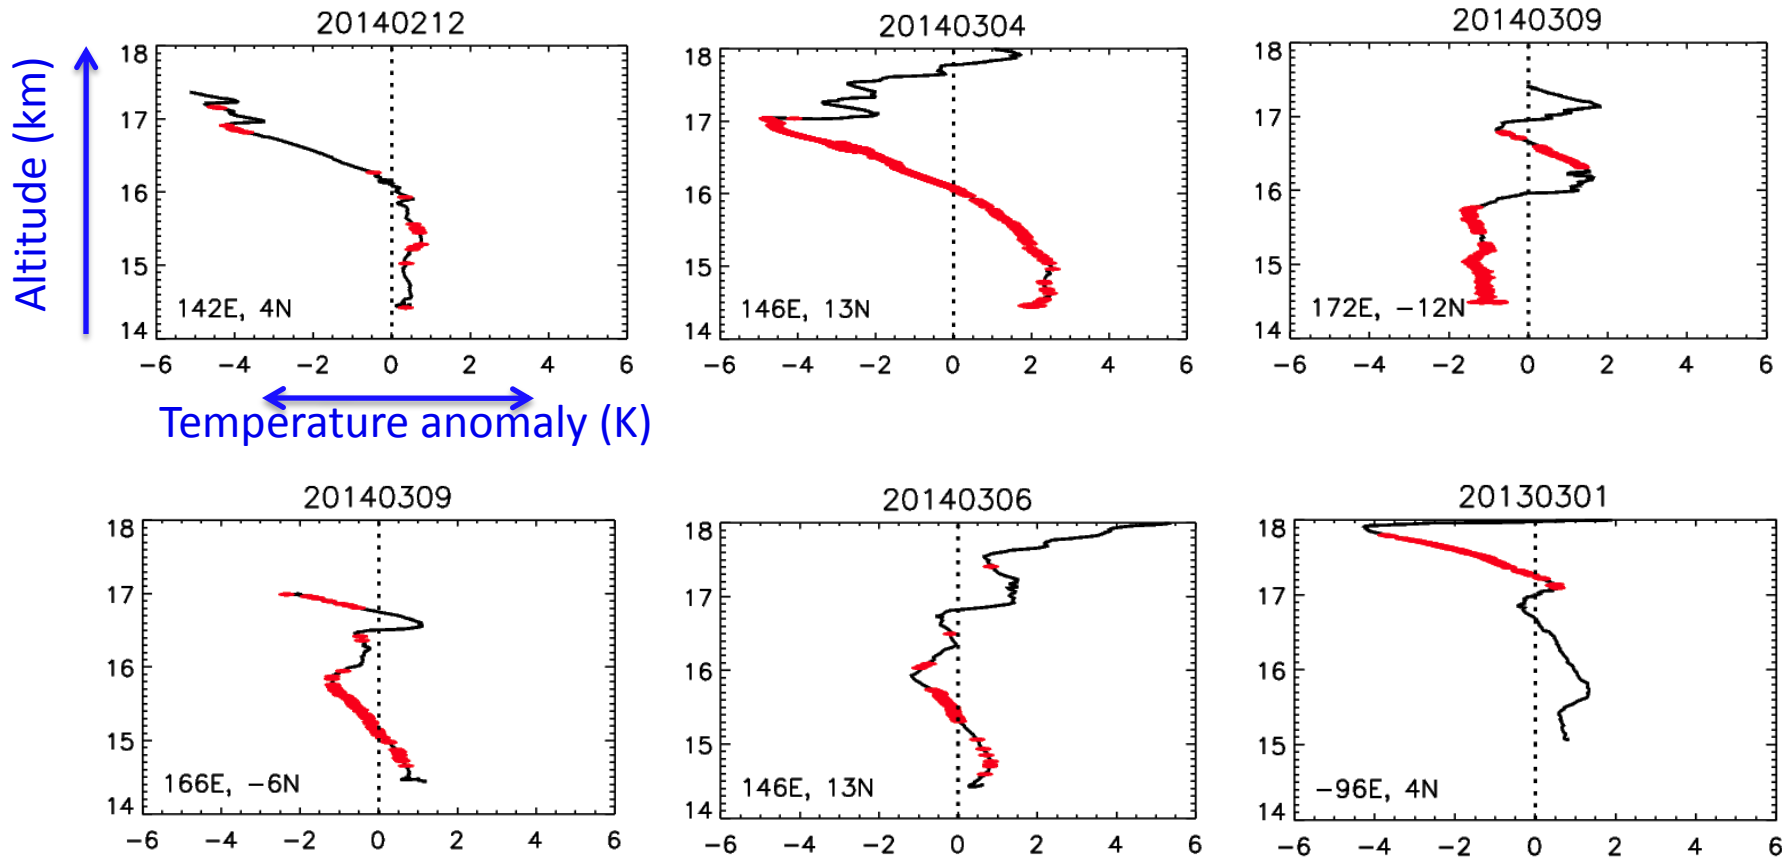 20140212
20140304
20140309
Altitude (km)
18
17
16
15
14
142E, 4N
−6 −4 −2 0 2 4 6
18
17
16
15
14
146E, 13N
−6 −4 −2 0 2 4 6
18
17
16
15
14
172E, −12N
−6 −4 −2 0 2 4 6
Temperature anomaly (K)
20140309
20140306
20130301
18
17
16
15
14
166E, −6N
−6 −4 −2 0 2 4 6
18
17
16
15
14
146E, 13N
−6 −4 −2 0 2 4 6
18
17
16
15
14
−96E, 4N
−6 −4 −2 0 2 4 6